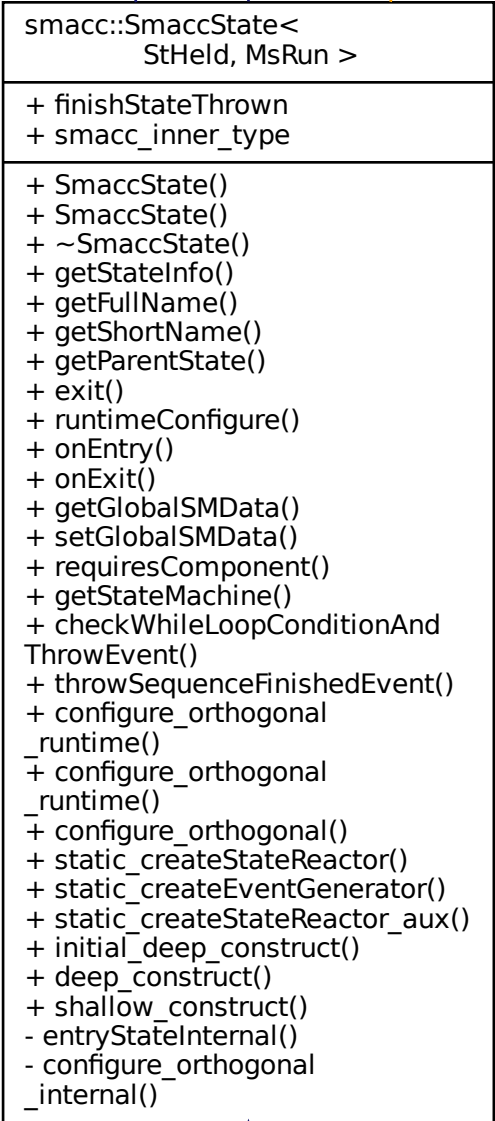 smacc::SmaccState<
StHeld, MsRun >
+ finishStateThrown
+ smacc_inner_type
+ SmaccState()
+ SmaccState()
+ ~SmaccState()
+ getStateInfo()
+ getFullName()
+ getShortName()
+ getParentState()
+ exit()
+ runtimeConfigure()
+ onEntry()
+ onExit()
+ getGlobalSMData()
+ setGlobalSMData()
+ requiresComponent()
+ getStateMachine()
+ checkWhileLoopConditionAnd
ThrowEvent()
+ throwSequenceFinishedEvent()
+ configure_orthogonal
_runtime()
+ configure_orthogonal
_runtime()
+ configure_orthogonal()
+ static_createStateReactor()
+ static_createEventGenerator()
+ static_createStateReactor_aux()
+ initial_deep_construct()
+ deep_construct()
+ shallow_construct()
- entryStateInternal()
- configure_orthogonal
_internal()